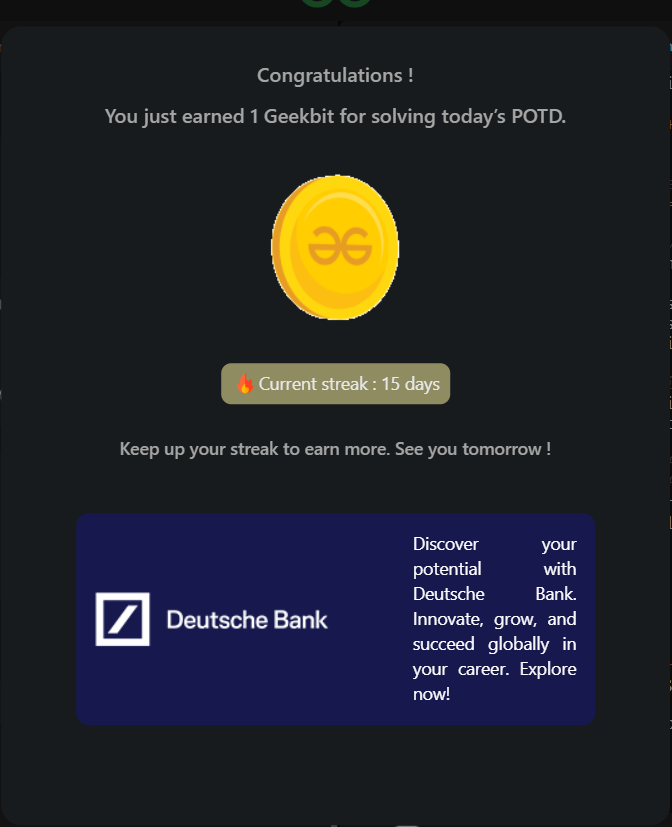 Congratulations !
You just earned 1 Geekbit for solving today’s POTD.
Current streak : 15 days
Keep up your streak to earn more. See you tomorrow !
Deutsche Bank
Discover your
potential with
Deutsche Bank.
Innovate, grow, and
succeed globally in
your career. Explore
now!